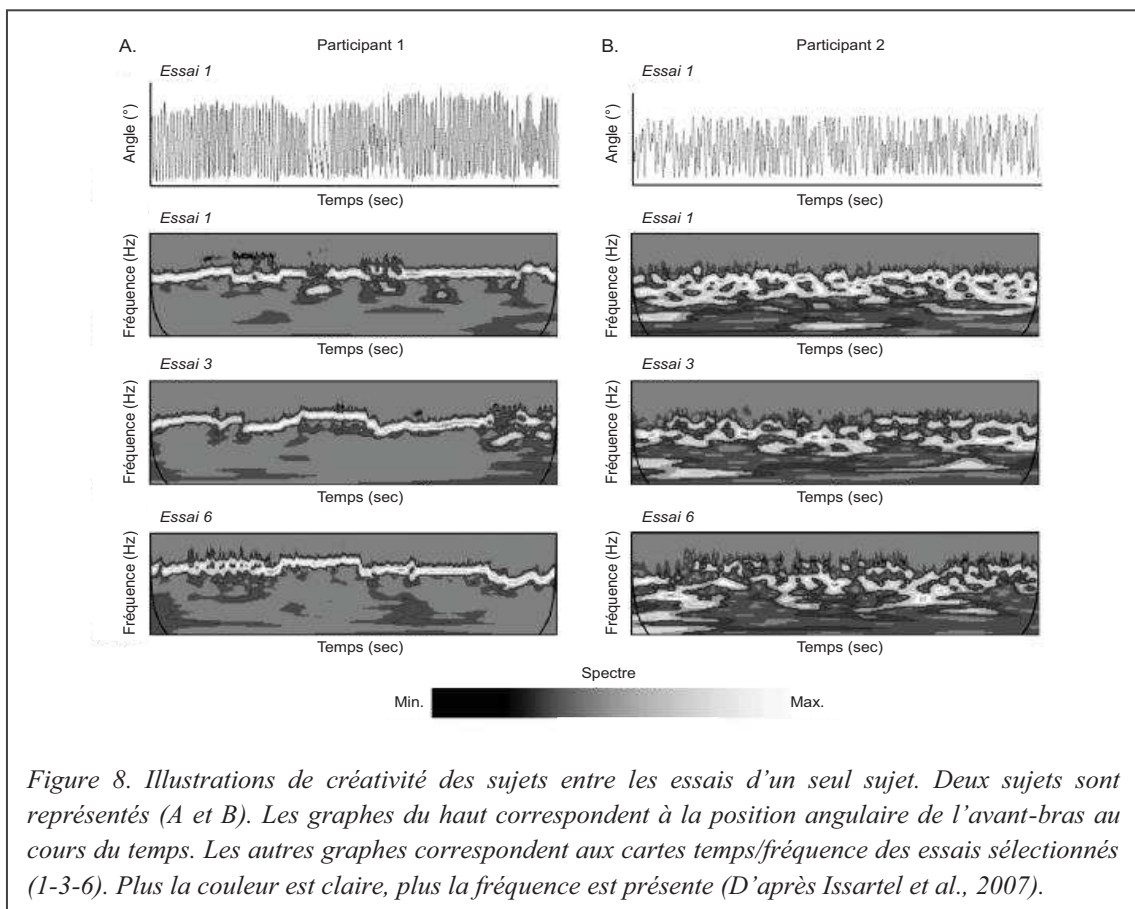 A.
Participant 1
B.
Participant 2
Essai 1
Essai 1
Angle (°)
Angle (°)
Temps (sec)
Temps (sec)
Essai 1
Essai 1
Fréquence (Hz)
Fréquence (Hz)
Temps (sec)
Temps (sec)
Essai 3
Essai 3
Fréquence (Hz)
Fréquence (Hz)
Temps (sec)
Temps (sec)
Essai 6
Essai 6
Fréquence (Hz)
Fréquence (Hz)
Temps (sec)
Temps (sec)
Spectre
Min.
Max.
Figure 8. Illustrations de créativité des sujets entre les essais d’un seul sujet. Deux sujets sont
représentés (A et B). Les graphes du haut correspondent à la position angulaire de l’avant-bras au
cours du temps. Les autres graphes correspondent aux cartes temps/fréquence des essais sélectionnés
(1-3-6). Plus la couleur est claire, plus la fréquence est présente (D’après Issartel et al., 2007).